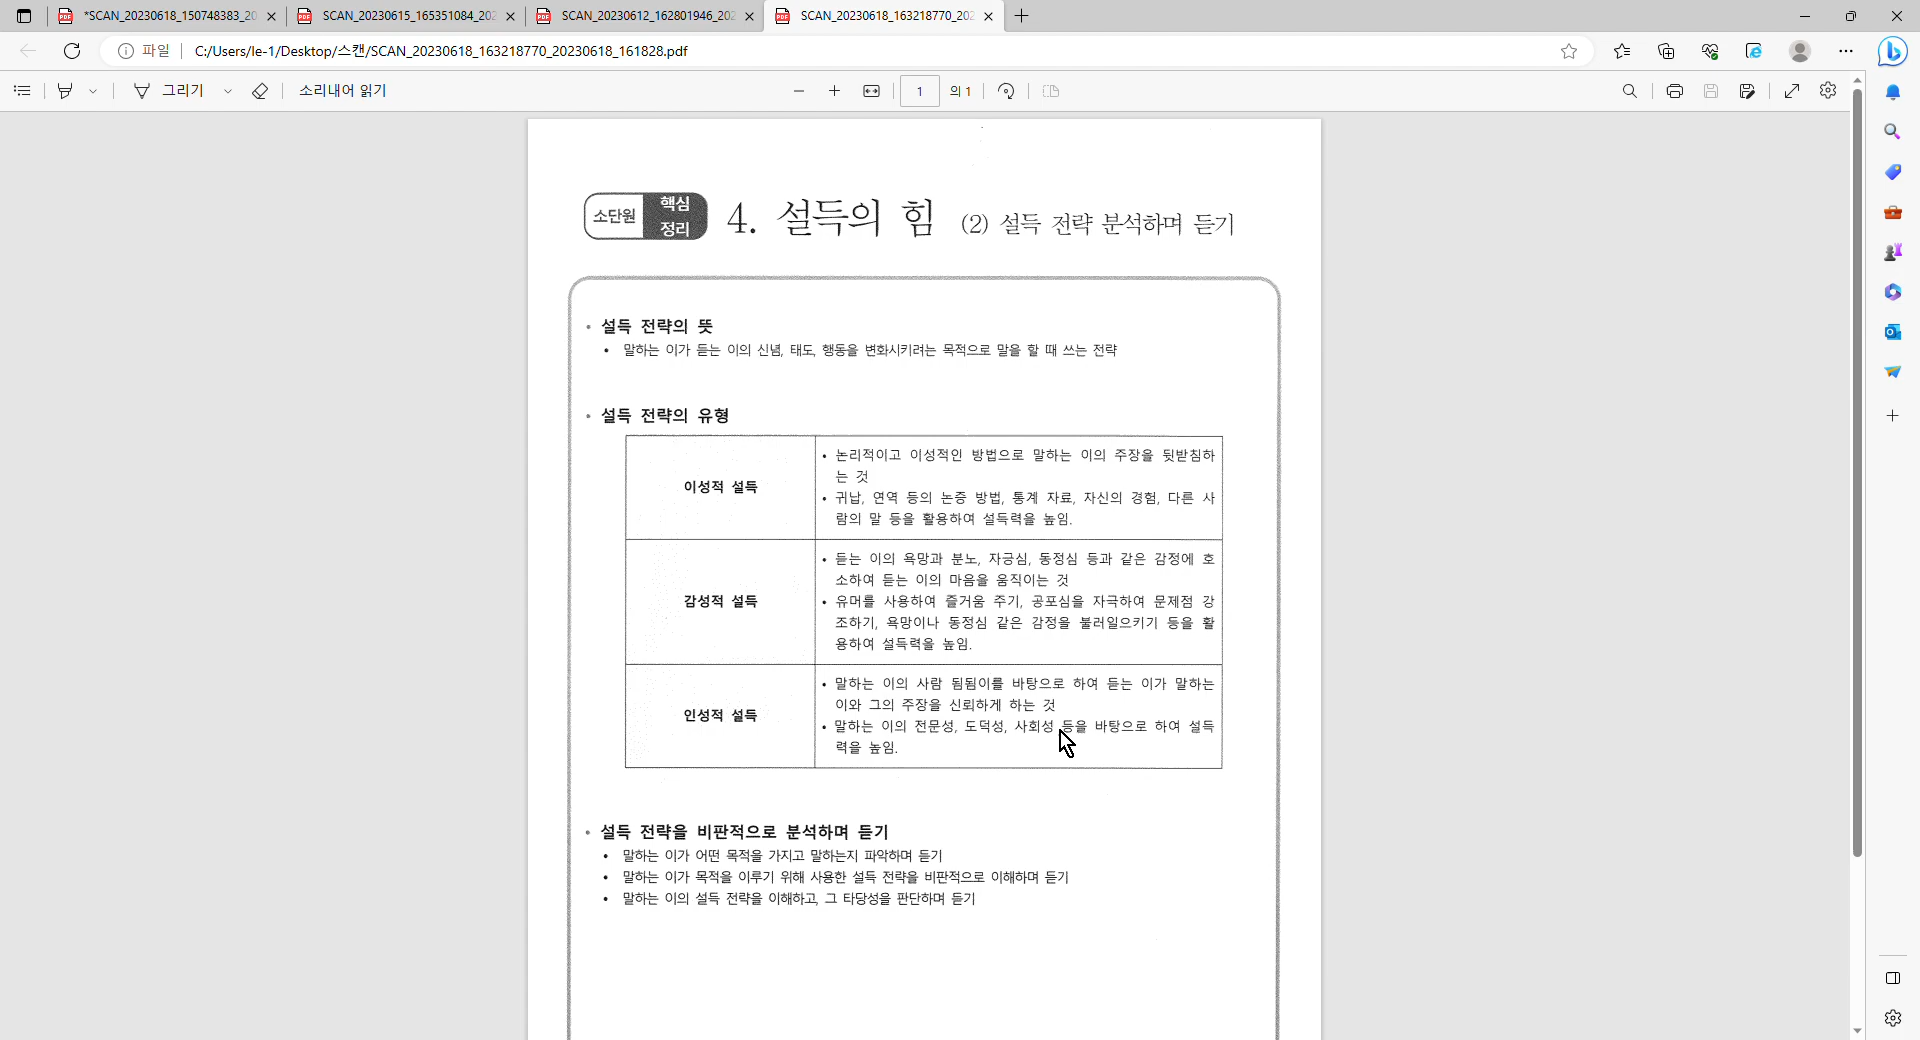 *SCAN_20230618_150748383_20
SCAN_20230615_165351084_202
SCAN_20230612_162801946_202
SCAN_20230618_163218770_202
파일
C:/Users/le-1/Desktop/스캔/SCAN_20230618_163218770_20230618_161828.pdf
그리기
소리내어 읽기
1
의 1
소단원
핵심
정리
4. 설득의 힘 (2) 설득 전략 분석하며 듣기
• 설득 전략의 뜻
• 말하는 이가 듣는 이의 신념, 태도, 행동을 변화시키려는 목적으로 말을 할 때 쓰는 전략
• 설득 전략의 유형
이성적 설득
• 논리적이고 이성적인 방법으로 말하는 이의 주장을 뒷받침하
는 것
• 귀납, 연역 등의 논증 방법, 통계 자료, 자신의 경험, 다른 사
람의 말 등을 활용하여 설득력을 높임.
감성적 설득
• 듣는 이의 욕망과 분노, 자긍심, 동정심 등과 같은 감정에 호
소하여 듣는 이의 마음을 움직이는 것
• 유머를 사용하여 즐거움 주기, 공포심을 자극하여 문제점 강
조하기, 욕망이나 동정심 같은 감정을 불러일으키기 등을 활
용하여 설득력을 높임.
인성적 설득
• 말하는 이의 사람 됨됨이를 바탕으로 하여 듣는 이가 말하는
이와 그의 주장을 신뢰하게 하는 것
• 말하는 이의 전문성, 도덕성, 사회성 등을 바탕으로 하여 설득
력을 높임.
• 설득 전략을 비판적으로 분석하며 듣기
• 말하는 이가 어떤 목적을 가지고 말하는지 파악하며 듣기
• 말하는 이가 목적을 이루기 위해 사용한 설득 전략을 비판적으로 이해하며 듣기
• 말하는 이의 설득 전략을 이해하고, 그 타당성을 판단하며 듣기